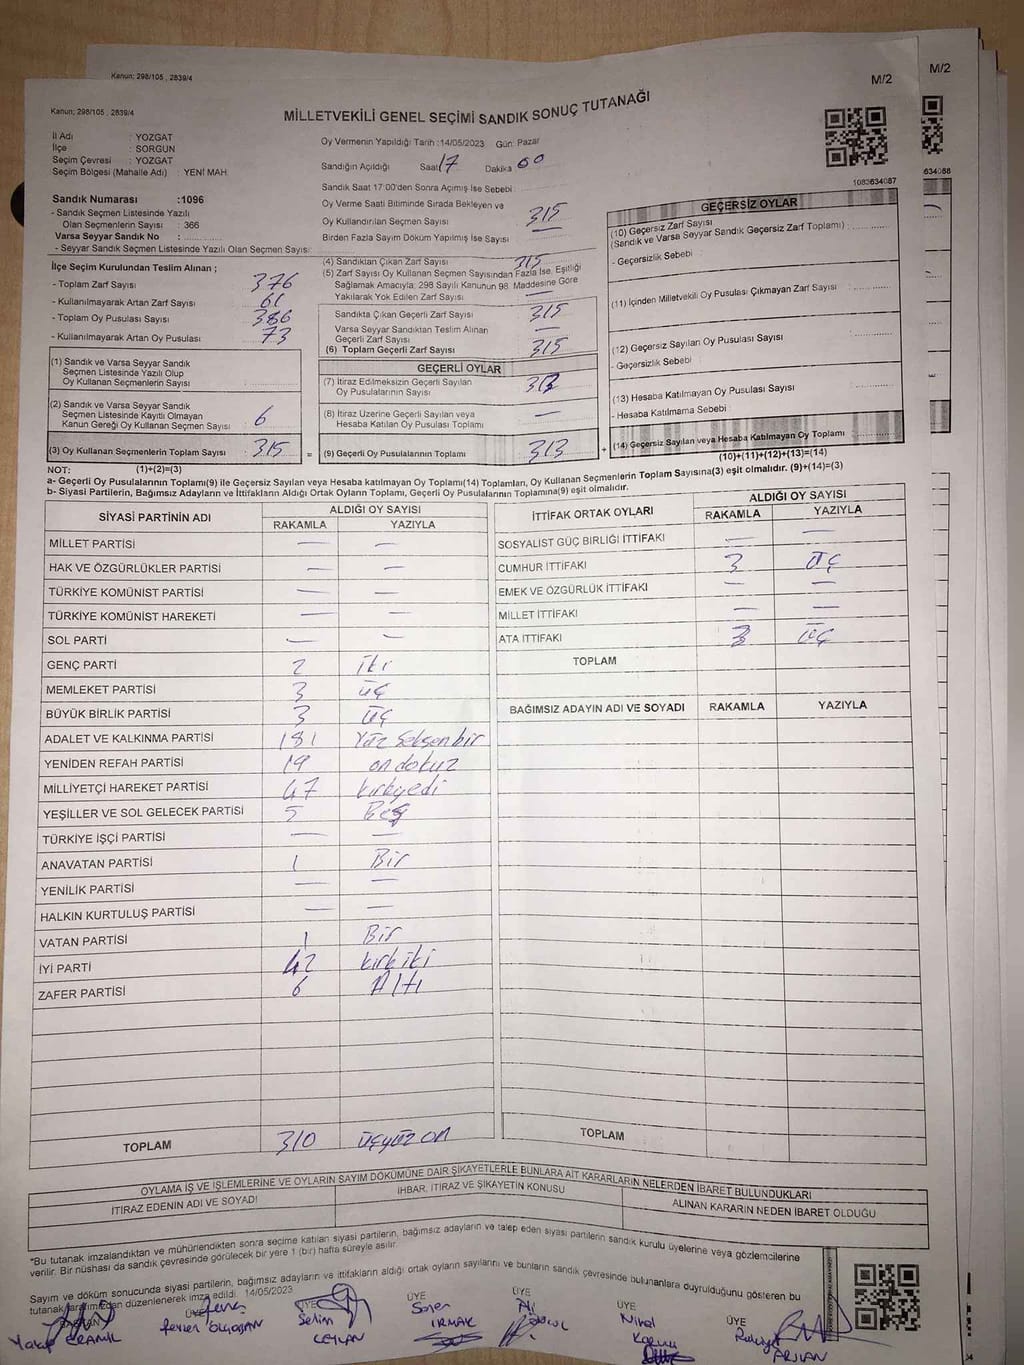 M/2
Kanun: 298/105 , 2839/4
M/2
Kanun; 298/105 , 2839/4
MİLLETVEKİLİ GENEL SEÇİMİ SANDIK SONUÇ TUTANAĞI
İl Adı : YOZGAT
İlçe : SORGUN
Seçim Çevresi : YOZGAT
Seçim Bölgesi (Mahalle Adı) : YENİ MAH.
Oy Vermenin Yapıldığı Tarih :14/05/2023 Gün: Pazar
Sandığın Açıldığı Saat 17 Dakika 00
Sandık Saat 17:00'den Sonra Açımış İse Sebebi :
1083634087
Sandık Numarası :1096
- Sandık Seçmen Listesinde Yazılı
Olan Seçmenlerin Sayısı : 366
Varsa Seyyar Sandık No :
- Seyyar Sandık Seçmen Listesinde Yazılı Olan Seçmen Sayısı:
Oy Verme Saati Bitiminde Sırada Bekleyen ve
Oy Kullandırılan Seçmen Sayısı 315
Birden Fazla Sayım Döküm Yapılmış İse Sayısı —
İlçe Seçim Kurulundan Teslim Alınan ;
- Toplam Zarf Sayısı 376
- Kullanılmayarak Artan Zarf Sayısı 61
- Toplam Oy Pusulası Sayısı 386
- Kullanılmayarak Artan Oy Pusulası 73
(4) Sandıktan Çıkan Zarf Sayısı 315
(5) Zarf Sayısı Oy Kullanan Seçmen Sayısından Fazla İse, Eşitliği
Sağlamak Amacıyla; 298 Sayılı Kanunun 98. Maddesine Göre
Yakılarak Yok Edilen Zarf Sayısı —
Sandıkta Çıkan Geçerli Zarf Sayısı 315
Varsa Seyyar Sandıktan Teslim Alınan
Geçerli Zarf Sayısı —
(6) Toplam Geçerli Zarf Sayısı 315
GEÇERLİ OYLAR
(7) İtiraz Edilmeksizin Geçerli Sayılan
Oy Pusulalarının Sayısı 313
(8) İtiraz Üzerine Geçerli Sayılan veya
Hesaba Katılan Oy Pusulası Toplamı —
(9) Geçerli Oy Pusulalarının Toplamı 313
GEÇERSİZ OYLAR
(10) Geçersiz Zarf Sayısı
(Sandık ve Varsa Seyyar Sandık Geçersiz Zarf Toplamı)
- Geçersizlik Sebebi :
(11) İçinden Milletvekili Oy Pusulası Çıkmayan Zarf Sayısı
(12) Geçersiz Sayılan Oy Pusulası Sayısı
- Geçersizlik Sebebi :
(13) Hesaba Katılmayan Oy Pusulası Sayısı
- Hesaba Katılmama Sebebi :
(14) Geçersiz Sayılan veya Hesaba Katılmayan Oy Toplamı
(10)+(11)+(12)+(13)=(14)
(1) Sandık ve Varsa Seyyar Sandık
Seçmen Listesinde Yazılı Olup
Oy Kullanan Seçmenlerin Sayısı :
(2) Sandık ve Varsa Seyyar Sandık
Seçmen Listesinde Kayıtlı Olmayan
Kanun Gereği Oy Kullanan Seçmen Sayısı : 6
(3) Oy Kullanan Seçmenlerin Toplam Sayısı : 315
NOT: (1)+(2)=(3)
a- Geçerli Oy Pusulalarının Toplamı(9) ile Geçersiz Sayılan veya Hesaba katılmayan Oy Toplamı(14) Toplamları, Oy Kullanan Seçmenlerin Toplam Sayısına(3) eşit olmalıdır. (9)+(14)=(3)
b- Siyasi Partilerin, Bağımsız Adayların ve İttifakların Aldığı Ortak Oyların Toplamı, Geçerli Oy Pusulalarının Toplamına(9) eşit olmalıdır.
SİYASİ PARTİNİN ADI ALDIĞI OY SAYISI
RAKAMLA YAZIYLA
MİLLET PARTİSİ — —
HAK VE ÖZGÜRLÜKLER PARTİSİ — —
TÜRKİYE KOMÜNİST PARTİSİ — —
TÜRKİYE KOMÜNİST HAREKETİ — —
SOL PARTİ — —
GENÇ PARTİ 2 iki
MEMLEKET PARTİSİ 3 üç
BÜYÜK BİRLİK PARTİSİ 3 üç
ADALET VE KALKINMA PARTİSİ 181 Yüz Seksen bir
YENİDEN REFAH PARTİSİ 19 on dokuz
MİLLİYETÇİ HAREKET PARTİSİ 47 kırkyedi
YEŞİLLER VE SOL GELECEK PARTİSİ 5 Beş
TÜRKİYE İŞÇİ PARTİSİ — —
ANAVATAN PARTİSİ 1 Bir
YENİLİK PARTİSİ — —
HALKIN KURTULUŞ PARTİSİ — —
VATAN PARTİSİ 1 Bir
İYİ PARTİ 42 kırk iki
ZAFER PARTİSİ 6 Altı
TOPLAM 310 üçyüz on
İTTİFAK ORTAK OYLARI ALDIĞI OY SAYISI
RAKAMLA YAZIYLA
SOSYALIST GÜÇ BIRLIĞI İTTİFAKI — —
CUMHUR İTTİFAKI 3 üç
EMEK VE ÖZGÜRLÜK İTTİFAKI — —
MİLLET İTTİFAKI — —
ATA İTTİFAKI 3 üç
TOPLAM
BAĞIMSIZ ADAYIN ADI VE SOYADI RAKAMLA YAZIYLA
TOPLAM
OYLAMA İŞ VE İŞLEMLERİNE VE OYLARIN SAYIM DÖKÜMÜNE DAİR ŞİKAYETLERLE BUNLARA AİT KARARLARIN NELERDEN İBARET BULUNDUKLARI
İTİRAZ EDENİN ADI VE SOYADI İHBAR, İTİRAZ VE ŞİKAYETİN KONUSU ALINAN KARARIN NEDEN İBARET OLDUĞU
"Bu tutanak imzalandıktan ve mühürlendikten sonra seçime katılan siyasi partilerin, bağımsız adayların ve talep eden siyasi partilerin sandık kurulu üyelerine veya gözlemcilerine
verilir. Bir nüshası da sandık çevresinde görülecek bir yere 1 (bir) hafta süreyle asılır.
Sayım ve döküm sonucunda siyasi partilerin, bağımsız adayların ve ittifakların aldığı ortak oyların sayılarını ve bunların sandık çevresinde bulunanlara duyrulduğunu gösteren bu
tutanak tarafımızdan düzenlenerek imza edildi. 14/05/2023
ÜYE ÜYE ÜYE ÜYE ÜYE ÜYE
Selim CEYLAN
Soner IRMAK
Ali
Nihal
ARSLAN